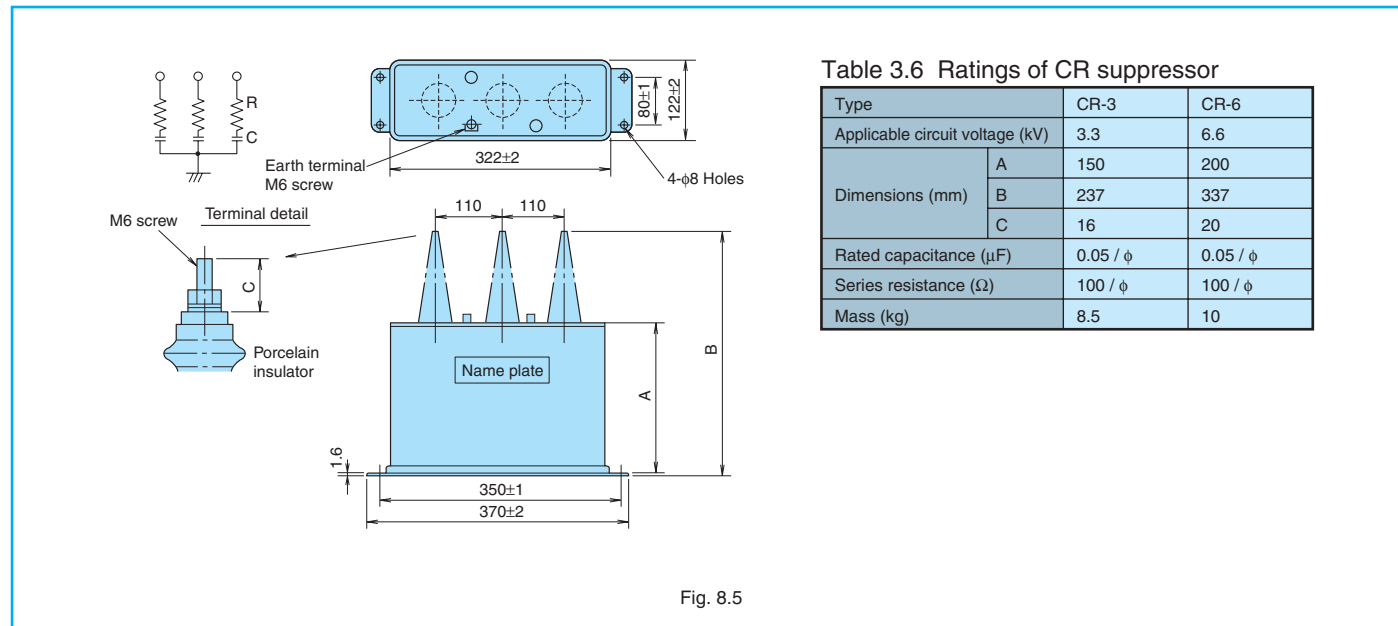 R
C
Earth terminal
M6 screw
322±2
80±1
122±2
4-ϕ8 Holes
M6 screw
Terminal detail
C
Porcelain
insulator
110
110
Name plate
A
B
1.6
350±1
370±2
Fig. 8.5
Table 3.6 Ratings of CR suppressor
Type CR-3 CR-6
Applicable circuit voltage (kV) 3.3 6.6
Dimensions (mm) A 150 200
B 237 337
C 16 20
Rated capacitance (μF) 0.05 / ϕ 0.05 / ϕ
Series resistance (Ω) 100 / ϕ 100 / ϕ
Mass (kg) 8.5 10